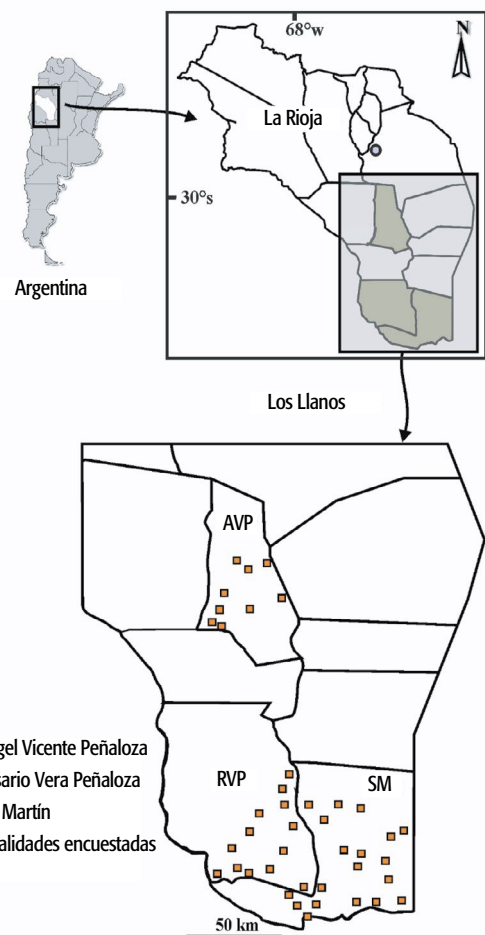 68°w
N
La Rioja
30°s
Argentina
Los Llanos
AVP
gel Vicente Peñaloza
sario Vera Peñaloza
Martín
alidades encuestadas
RVP
SM
50 km